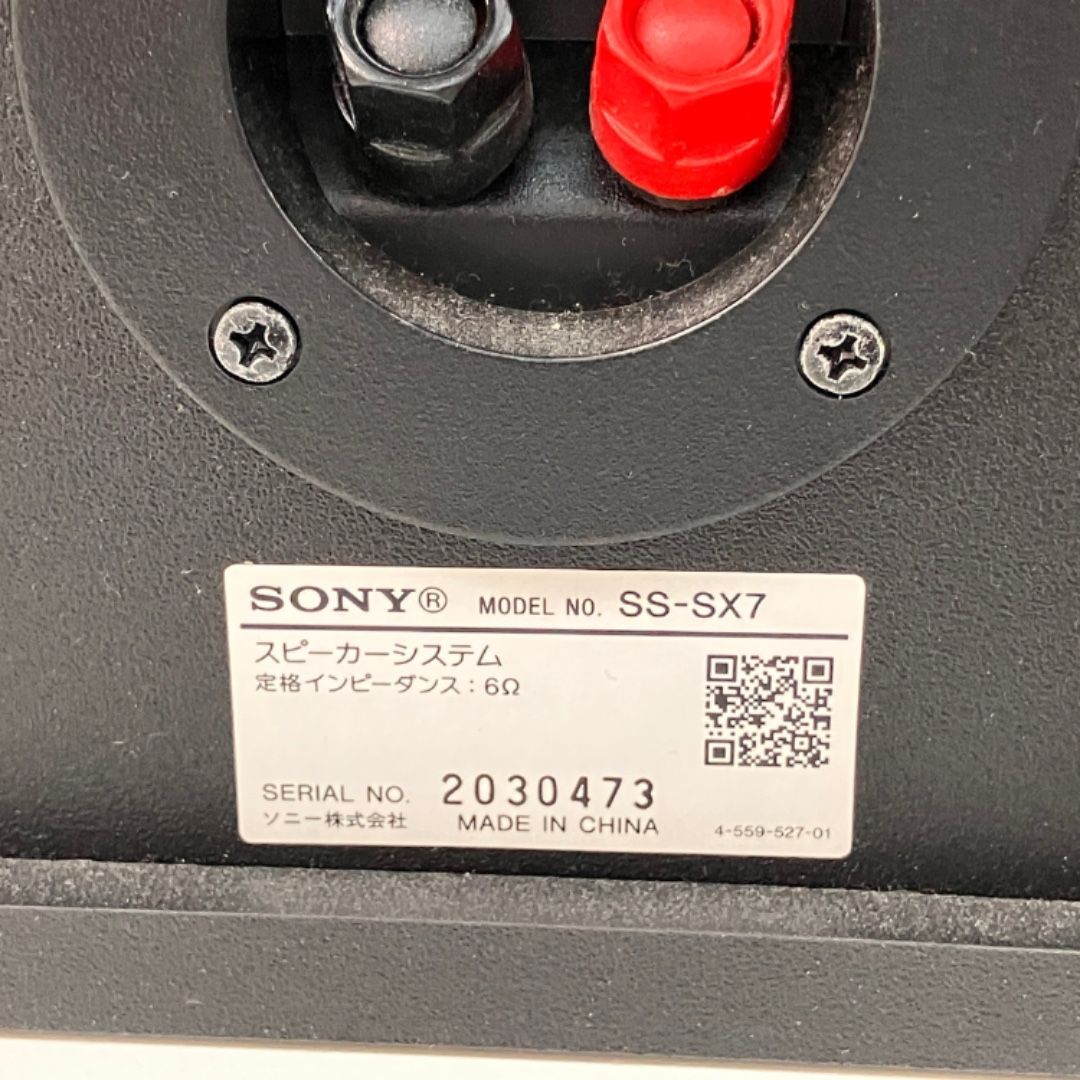 SONY® MODEL NO. SS-SX7
スピーカーシステム
定格インピーダンス：6Ω
SERIAL NO. 2030473
ソニー株式会社 MADE IN CHINA 4-559-527-01